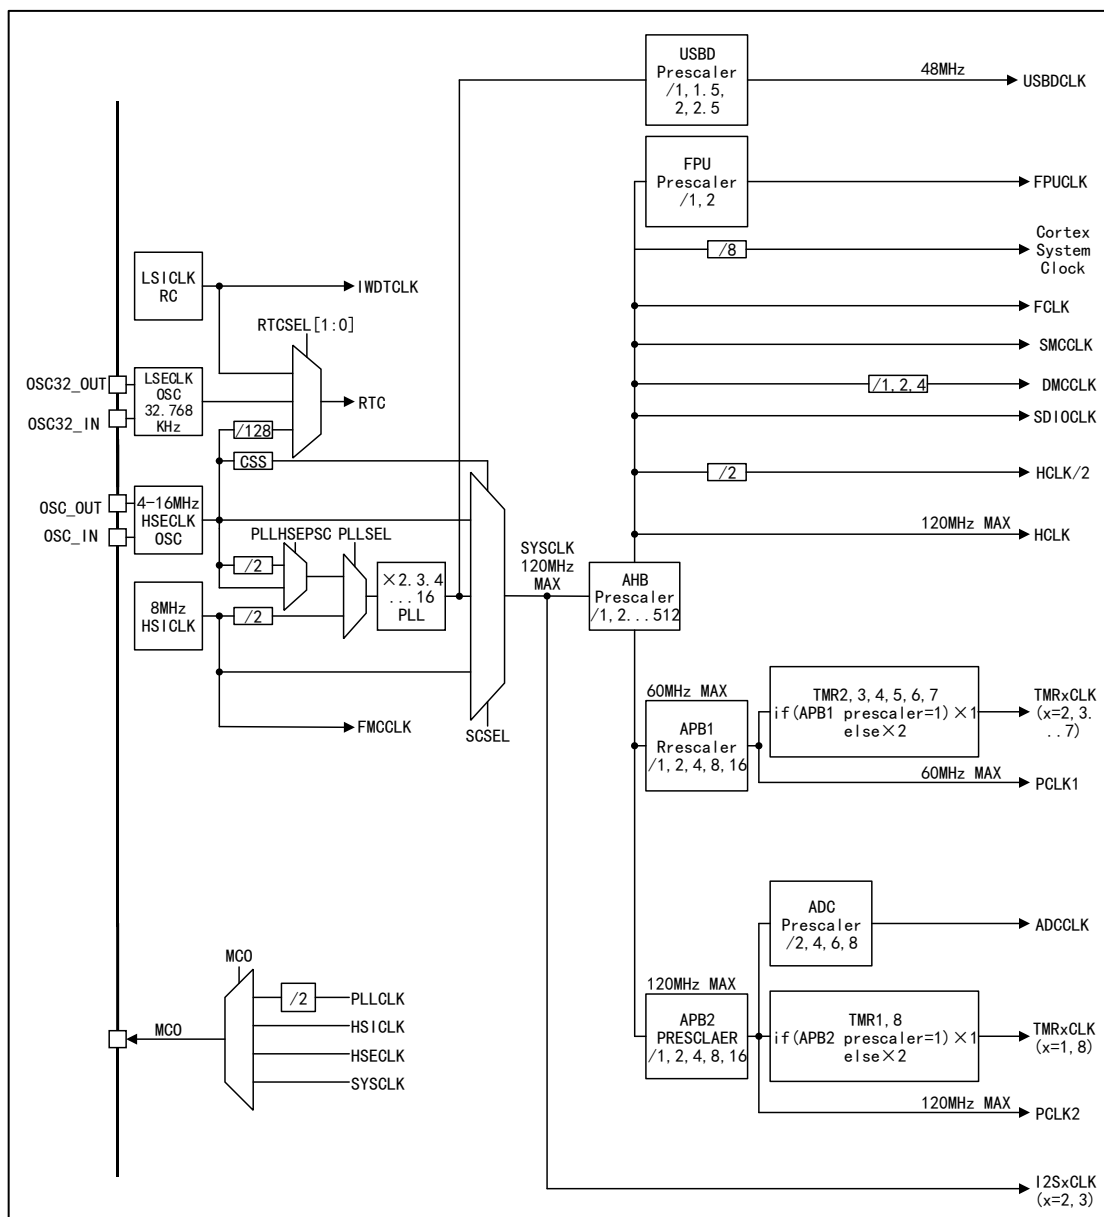 USBD
Prescaler
/1, 1.5,
2, 2.5
48MHz
USBDCLK
FPU
Prescaler
/1, 2
FPUCLK
/8
Cortex
System
Clock
LSICLK
RC
IWDTCLK
FCLK
RTCSEL[1:0]
SMCCLK
OSC32_OUT
OSC32_IN
LSECLK
OSC
32.768
KHz
RTC
/1, 2, 4
DMCCLK
SDIOCLK
/128
CSS
/2
HCLK/2
OSC_OUT
OSC_IN
4-16MHz
HSECLK
OSC
120MHz MAX
HCLK
PLLHSEPSC
PLLSEL
/2
×2.3.4
...16
PLL
SYSCLK
120MHz
MAX
AHB
Prescaler
/1, 2...512
8MHz
HSICLK
/2
FMCCLK
SCSEL
60MHz MAX
APB1
Rrescaler
/1, 2, 4, 8, 16
TMR2, 3, 4, 5, 6, 7
if(APB1 prescaler=1)×1
else×2
TMRxCLK
(x=2, 3.
..7)
60MHz MAX
PCLK1
ADC
Prescaler
/2, 4, 6, 8
ADCCLK
MCO
/2
PLLCLK
HSICLK
HSECLK
SYSCLK
MCO
120MHz MAX
APB2
PRESCLAER
/1, 2, 4, 8, 16
TMR1, 8
if(APB2 prescaler=1)×1
else×2
TMRxCLK
(x=1, 8)
120MHz MAX
PCLK2
I2SxCLK
(x=2, 3)